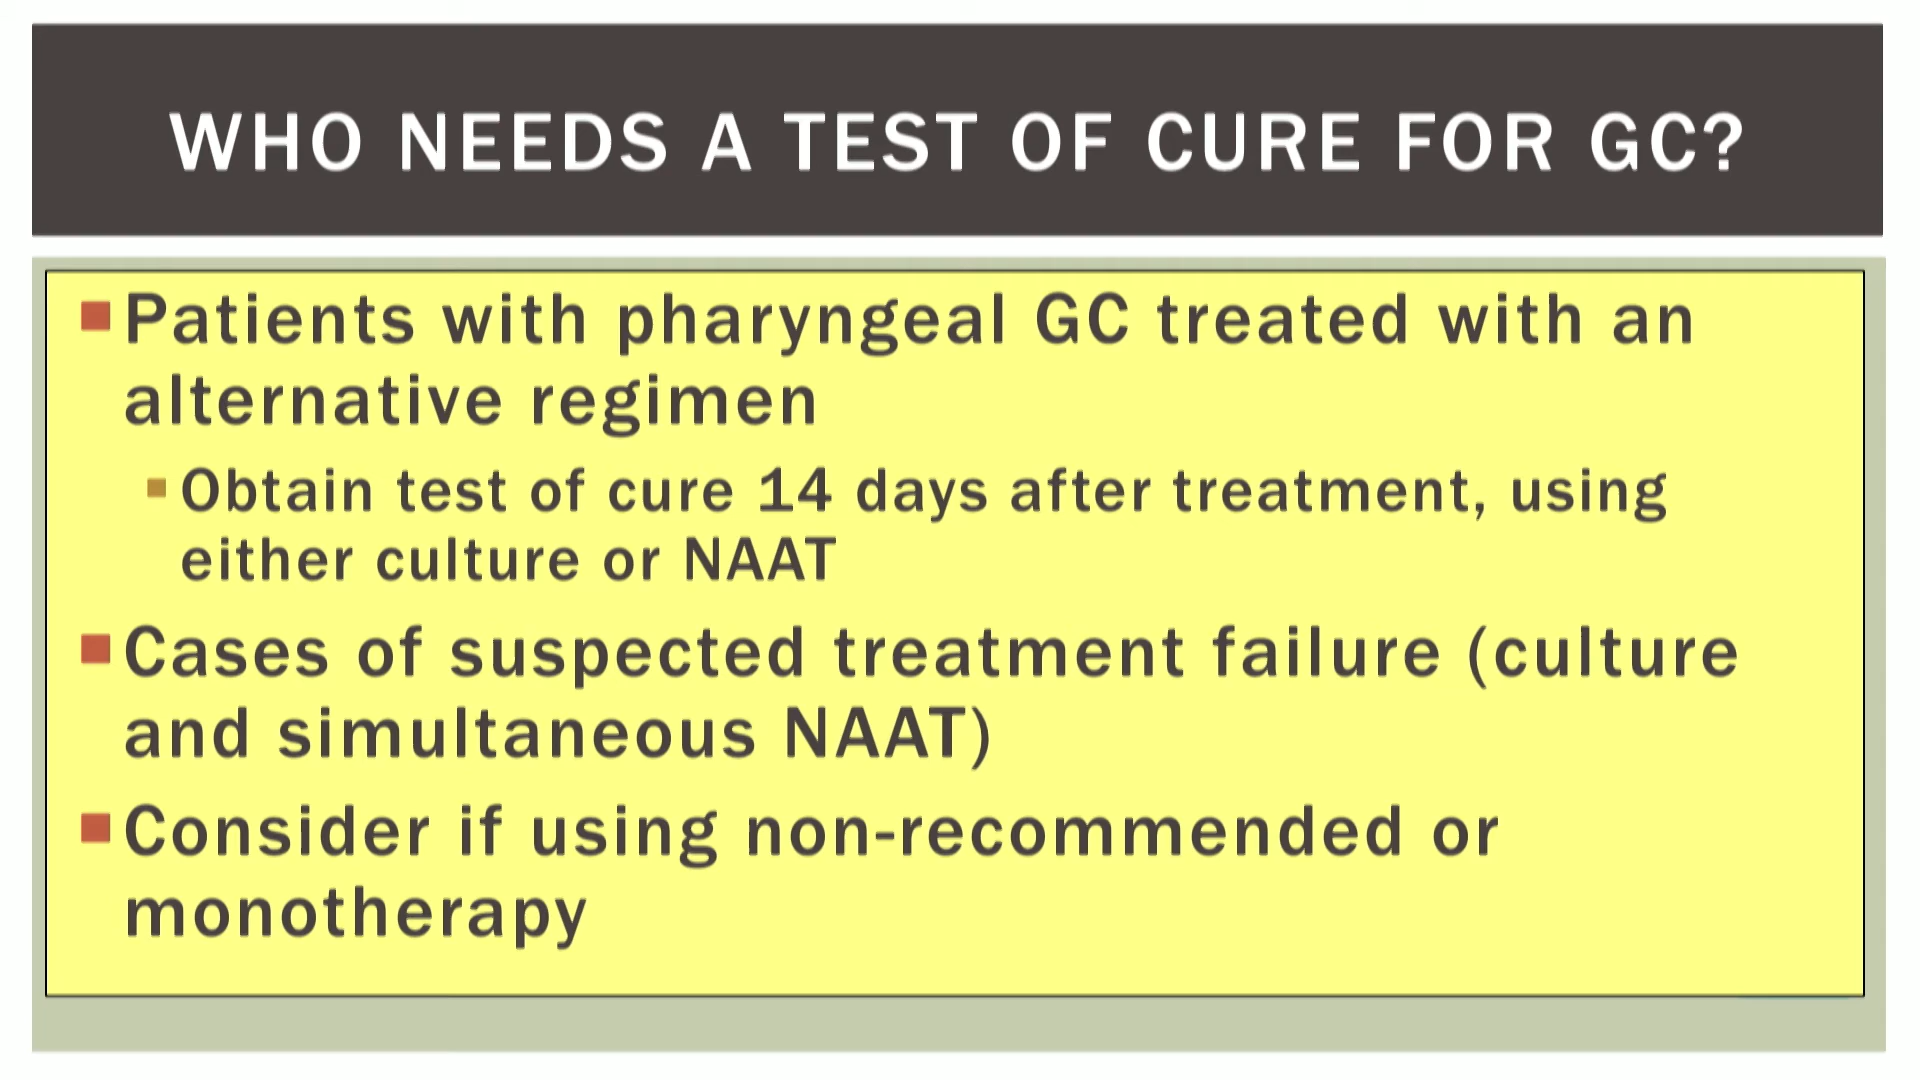 WHO NEEDS A TEST OF CURE FOR GC?
Patients with pharyngeal GC treated with an
alternative regimen
Obtain test of cure 14 days after treatment, using
either culture or NAAT
Cases of suspected treatment failure (culture
and simultaneous NAAT)
Consider if using non-recommended or
monotherapy